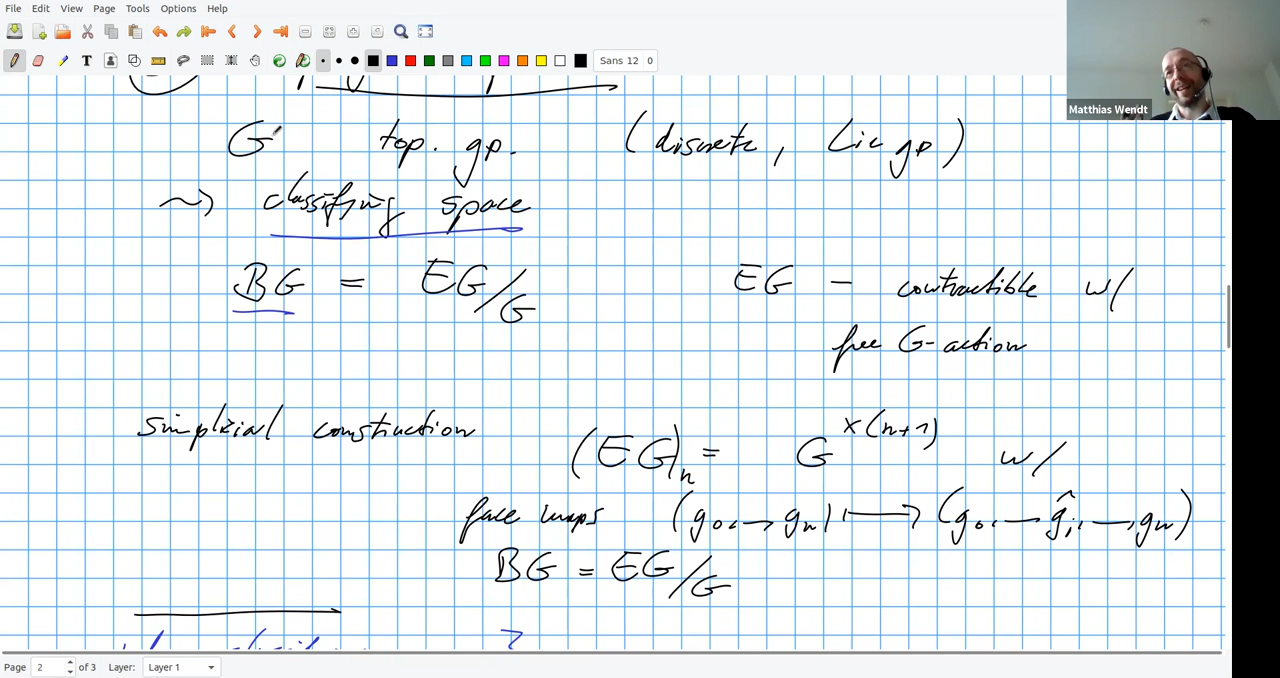 File Edit View Page Tools Options Help
Sans 12 0
Matthias Wendt
G top. gp. (discrete, Lie gp)
⇝ classifying space
BG = EG/G EG – contractible w/
free G-action
simplicial construction (EG)_n = G^{×(n+1)} w/
face maps (g_0, — , g_n) ↦ (g_0, — ĝ_i, — , g_n)
BG = EG/G
Page 2 of 3 Layer: Layer 1